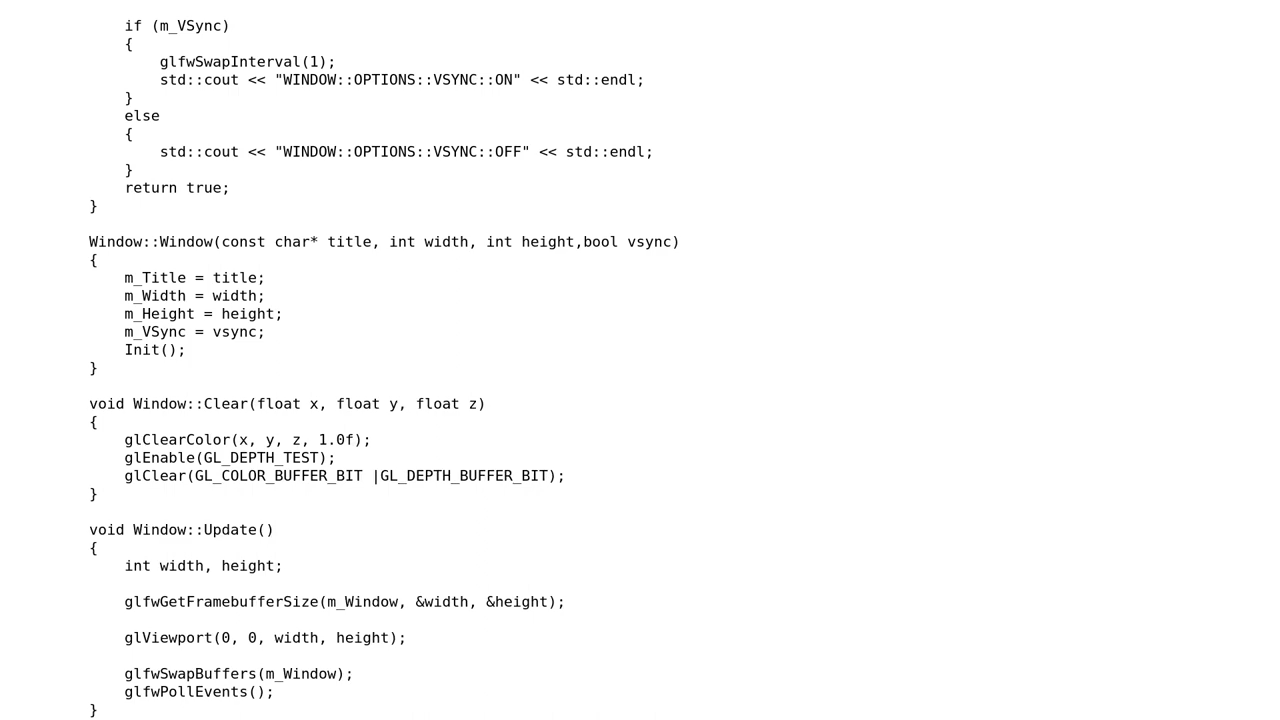 if (m_VSync)
{
glfwSwapInterval(1);
std::cout << "WINDOW::OPTIONS::VSYNC::ON" << std::endl;
}
else
{
std::cout << "WINDOW::OPTIONS::VSYNC::OFF" << std::endl;
}
return true;
}
Window::Window(const char* title, int width, int height,bool vsync)
{
m_Title = title;
m_Width = width;
m_Height = height;
m_VSync = vsync;
Init();
}
void Window::Clear(float x, float y, float z)
{
glClearColor(x, y, z, 1.0f);
glEnable(GL_DEPTH_TEST);
glClear(GL_COLOR_BUFFER_BIT |GL_DEPTH_BUFFER_BIT);
}
void Window::Update()
{
int width, height;
glfwGetFramebufferSize(m_Window, &width, &height);
glViewport(0, 0, width, height);
glfwSwapBuffers(m_Window);
glfwPollEvents();
}